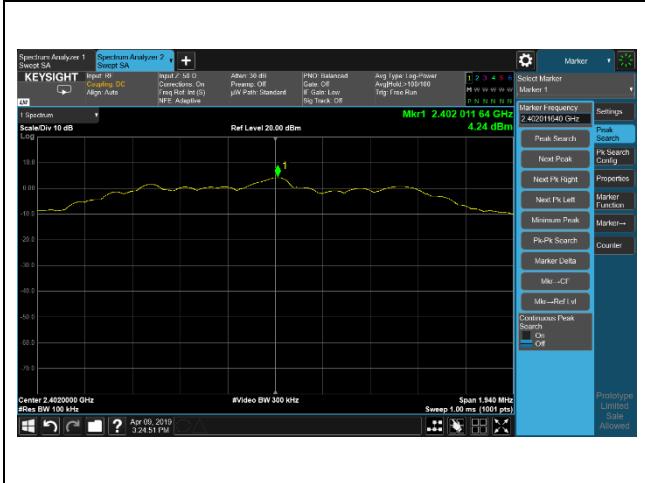 Spectrum Analyzer 1
Swept SA
Spectrum Analyzer 2
Swept SA
+
Marker
KEYSIGHT
Input: RF
Coupling: DC
Align: Auto
Input Z: 50 Ω
Corrections: On
Freq Ref: Int (S)
NFE: Adaptive
Atten: 30 dB
Preamp: Off
µW Path: Standard
PNO: Balanced
Gate: Off
IF Gain: Low
Sig Track: Off
Avg Type: Log-Power
Avg|Hold:>100/100
Trig: Free Run
1 2 3 4 5 6
M W W W W W
P N N N N N
Select Marker
Marker 1
1 Spectrum
Scale/Div 10 dB
Log
Ref Level 20.00 dBm
Mkr1 2.402 011 64 GHz
4.24 dBm
Marker Frequency
2.402011640 GHz
Settings
Peak Search
Peak
Search
Next Peak
Pk Search
Config
Next Pk Right
Properties
Next Pk Left
Marker
Function
Minimum Peak
Marker→
Pk-Pk Search
Counter
Marker Delta
Mkr→CF
Mkr→Ref Lvl
Continuous Peak
Search
On
Off
1
10.0
0.00
-10.0
-20.0
-30.0
-40.0
-50.0
-60.0
-70.0
Center 2.4020000 GHz
#Res BW 100 kHz
#Video BW 300 kHz
Span 1.940 MHz
Sweep 1.00 ms (1001 pts)
?
Apr 09, 2019
3:24:51 PM
Prototype
Limited
Sale
Allowed